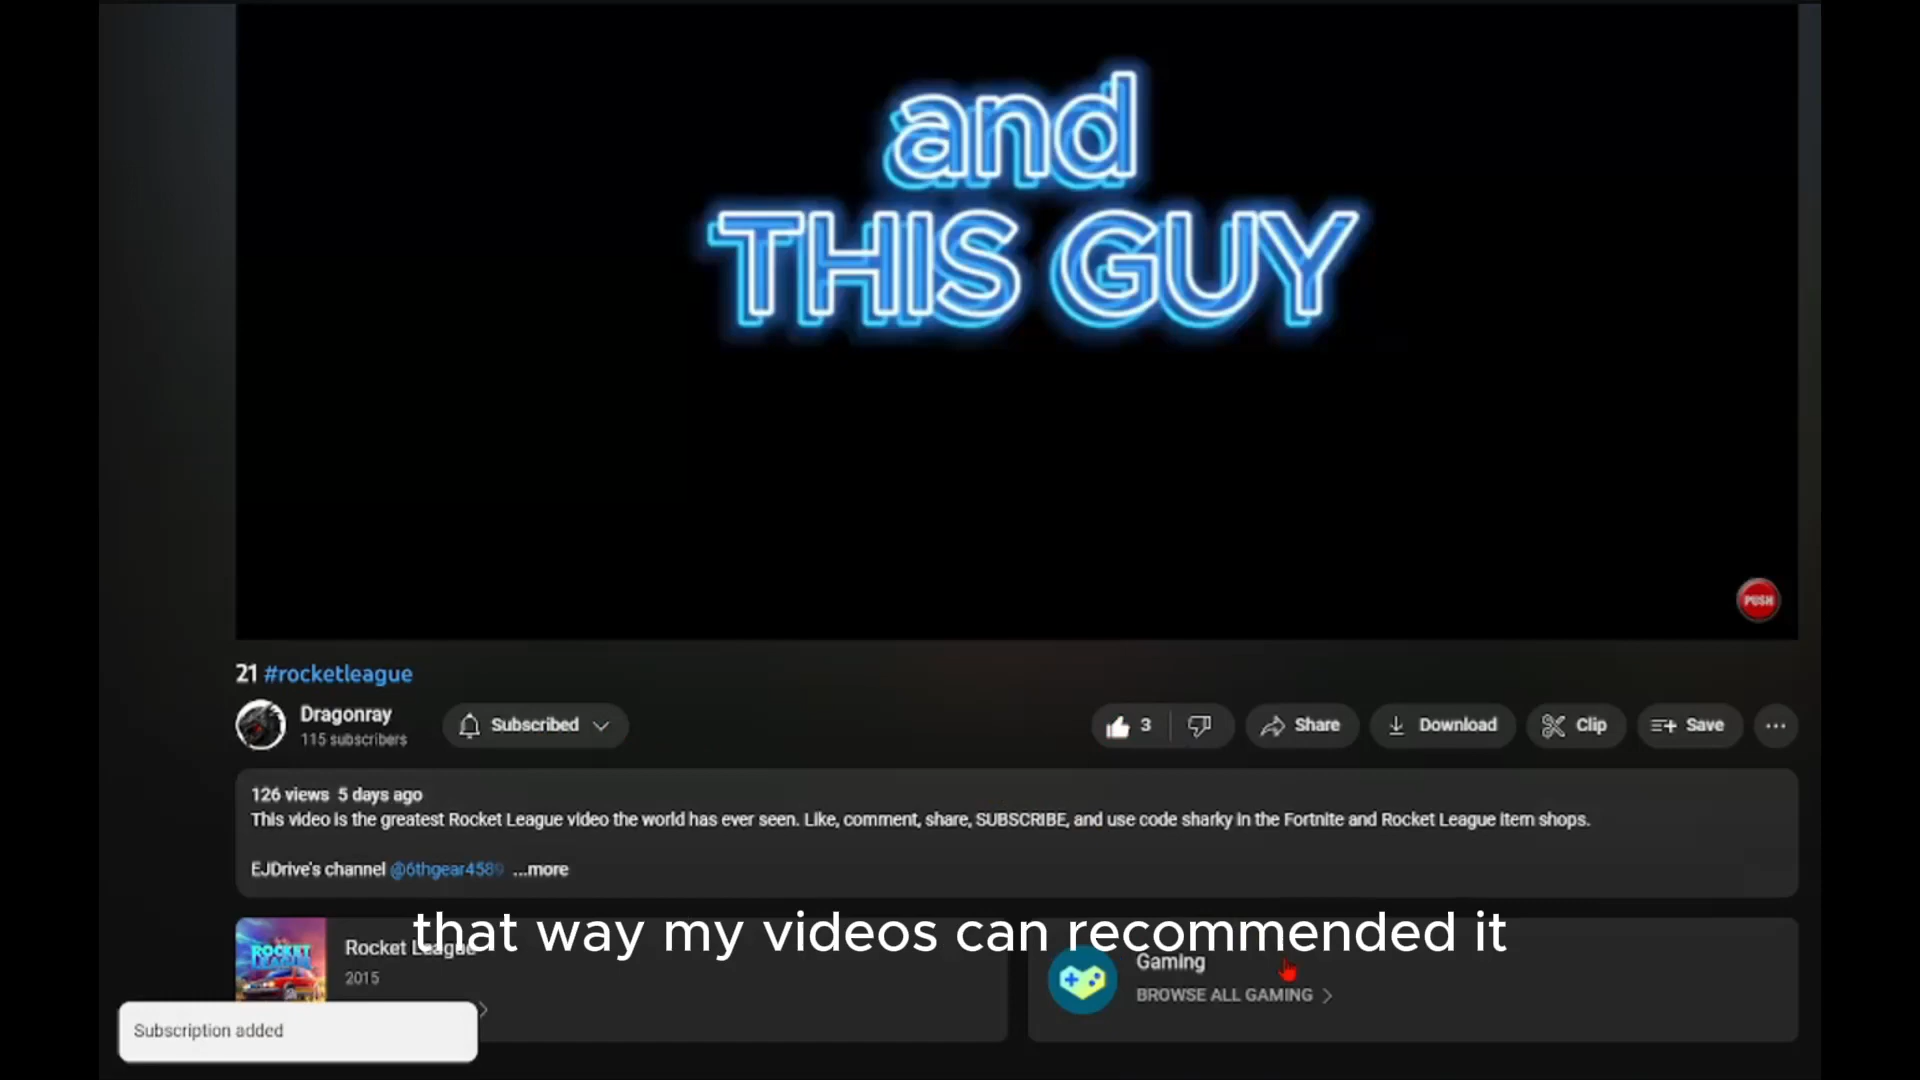 and
THIS GUY
PUSH
21 #rocketleague
Dragonray
115 subscribers
Subscribed
3
Share
Download
Clip
Save
126 views 5 days ago
This video is the greatest Rocket League video the world has ever seen. Like, comment, share, SUBSCRIBE, and use code sharky in the Fortnite and Rocket League item shops.
EJDrive's channel @6thgear4589 ...more
that way my videos can recommended it
ROCKET LEAGUE
Rocket League
2015
Gaming
BROWSE ALL GAMING
Subscription added